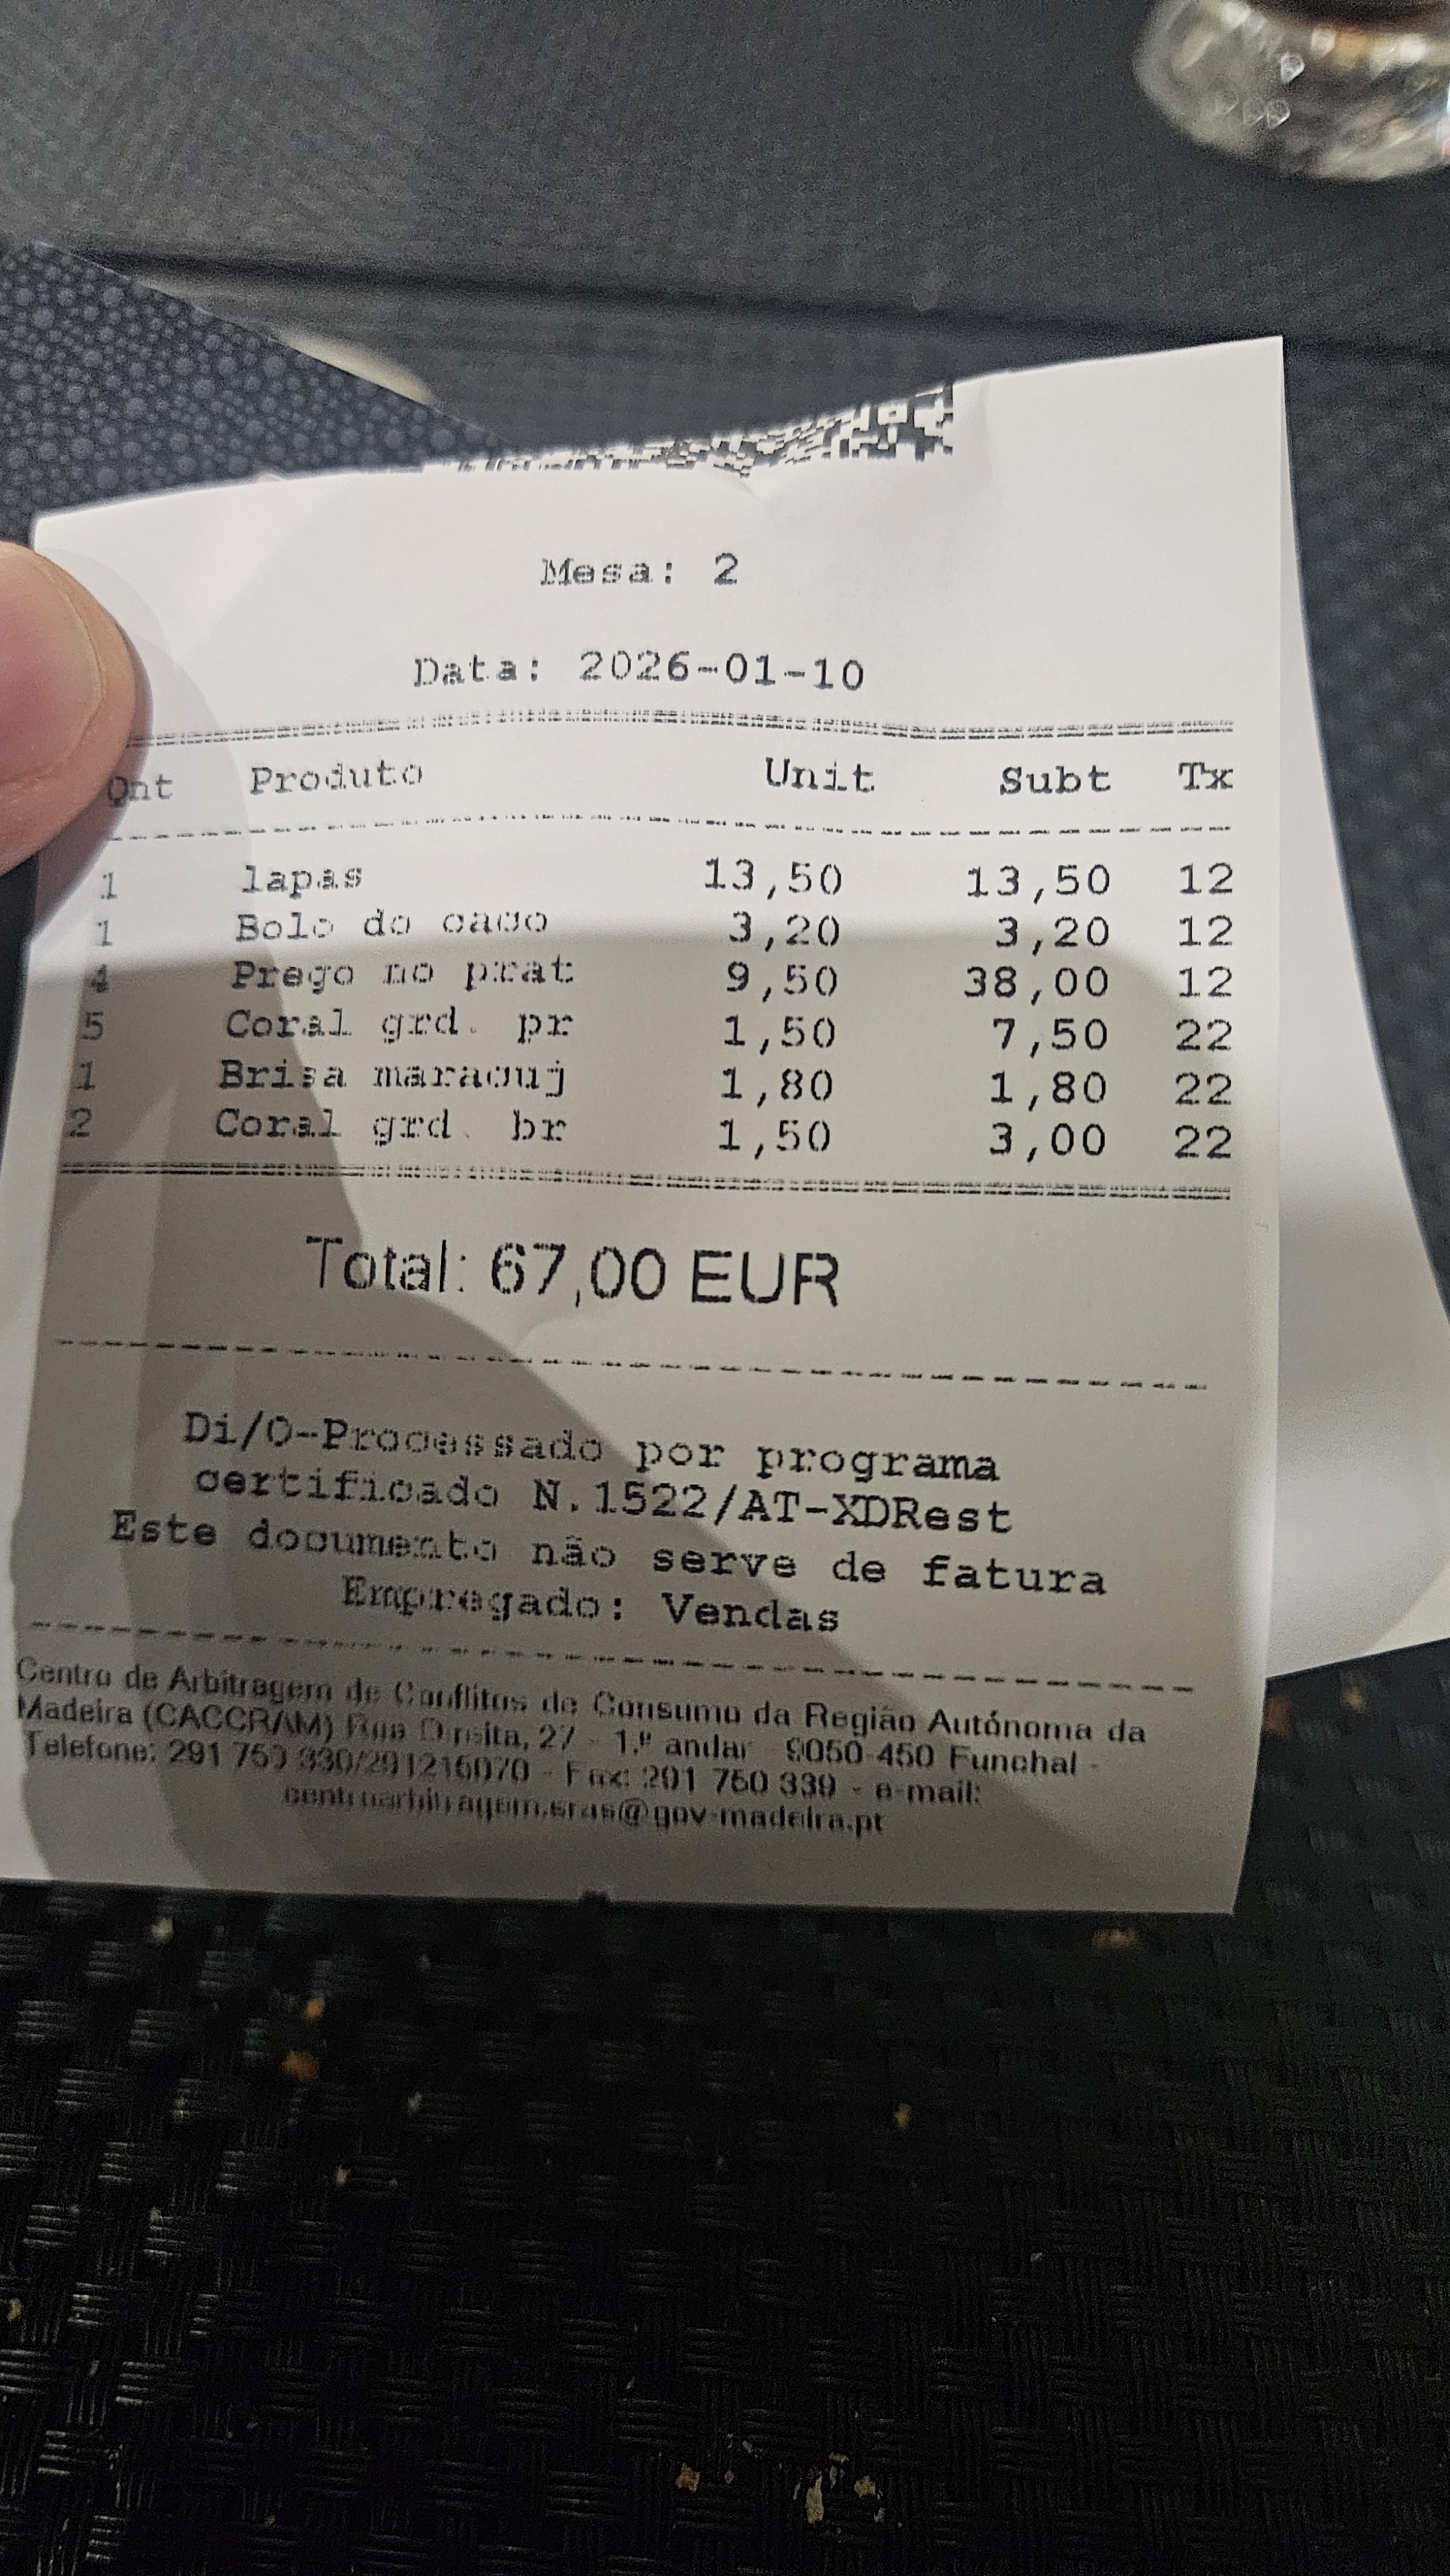 Mesa: 2
Data: 2026-01-10
Qnt Produto Unit Subt Tx
1 lapas 13,50 13,50 12
1 Bolo do caco 3,20 3,20 12
4 Prego no prat 9,50 38,00 12
5 Coral grd. pr 1,50 7,50 22
1 Brisa maracuj 1,80 1,80 22
2 Coral grd. br 1,50 3,00 22
Total: 67,00 EUR
Di/O-Processado por programa
certificado N.1522/AT-XDRest
Este documento não serve de fatura
Empregado: Vendas
Centro de Arbitragem de Conflitos de Consumo da Região Autónoma da
Madeira (CACCRAM) Rua Direita, 27 - 1.º andar - 9050-450 Funchal -
Telefone: 291 750 330/291215070 - Fax: 291 750 339 - e-mail: